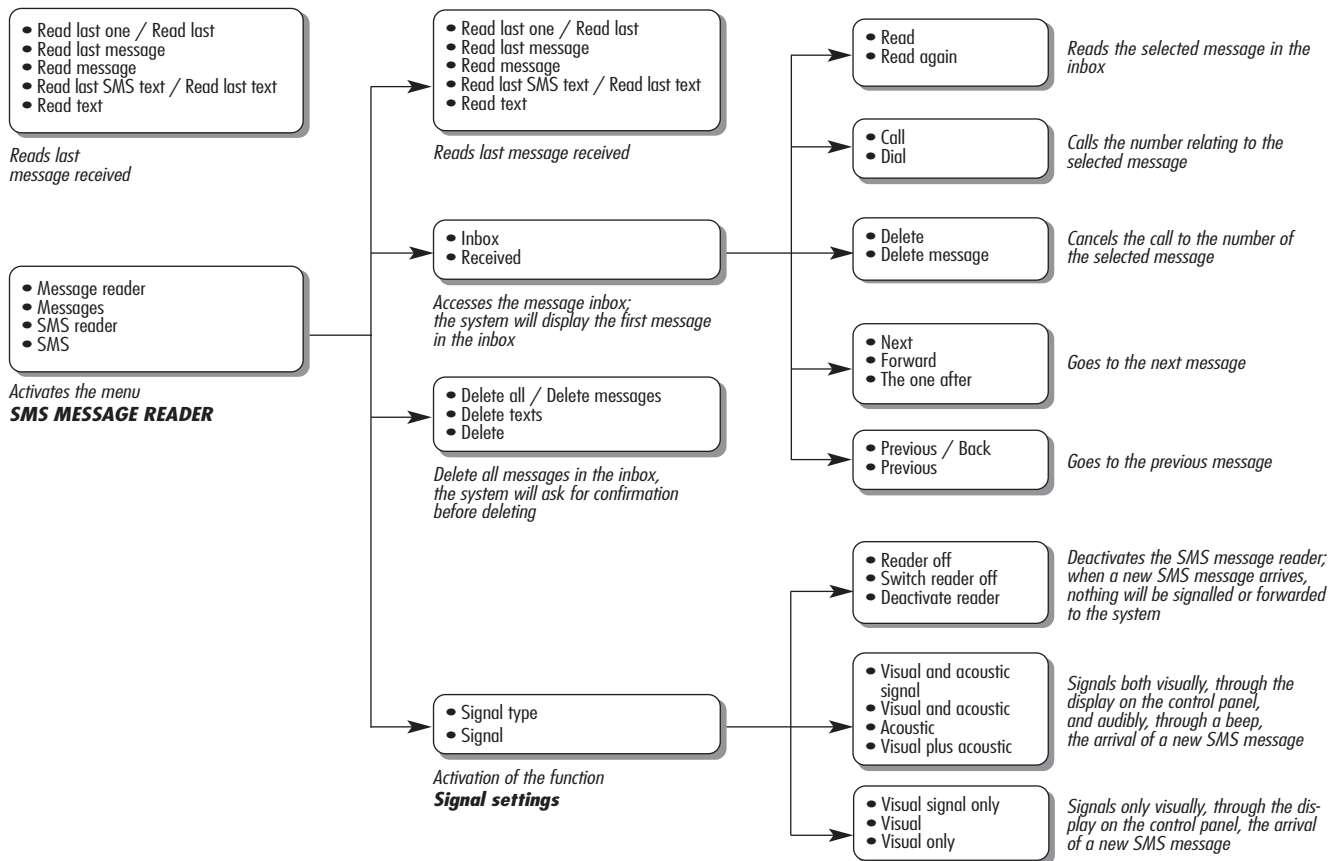 • Read last one / Read last
• Read last message
• Read message
• Read last SMS text / Read last text
• Read text
Reads last
message received
• Message reader
• Messages
• SMS reader
• SMS
Activates the menu
SMS MESSAGE READER
• Read last one / Read last
• Read last message
• Read message
• Read last SMS text / Read last text
• Read text
Reads last message received
• Inbox
• Received
Accesses the message inbox;
the system will display the first message
in the inbox
• Delete all / Delete messages
• Delete texts
• Delete
Delete all messages in the inbox,
the system will ask for confirmation
before deleting
• Signal type
• Signal
Activation of the function
Signal settings
• Read
• Read again
Reads the selected message in the
inbox
• Call
• Dial
Calls the number relating to the
selected message
• Delete
• Delete message
Cancels the call to the number of
the selected message
• Next
• Forward
• The one after
Goes to the next message
• Previous / Back
• Previous
Goes to the previous message
• Reader off
• Switch reader off
• Deactivate reader
Deactivates the SMS message reader;
when a new SMS message arrives,
nothing will be signalled or forwarded
to the system
• Visual and acoustic
signal
• Visual and acoustic
• Acoustic
• Visual plus acoustic
Signals both visually, through the
display on the control panel,
and audibly, through a beep,
the arrival of a new SMS message
• Visual signal only
• Visual
• Visual only
Signals only visually, through the dis-
play on the control panel, the arrival
of a new SMS message